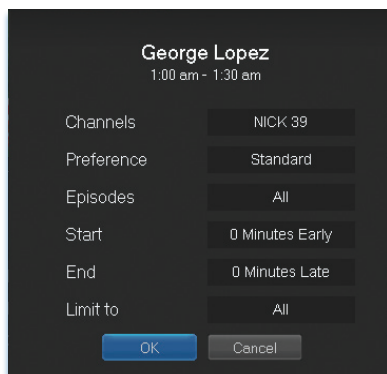 George Lopez
1:00 am - 1:30 am
Channels NICK 39
Preference Standard
Episodes All
Start 0 Minutes Early
End 0 Minutes Late
Limit to All
OK Cancel